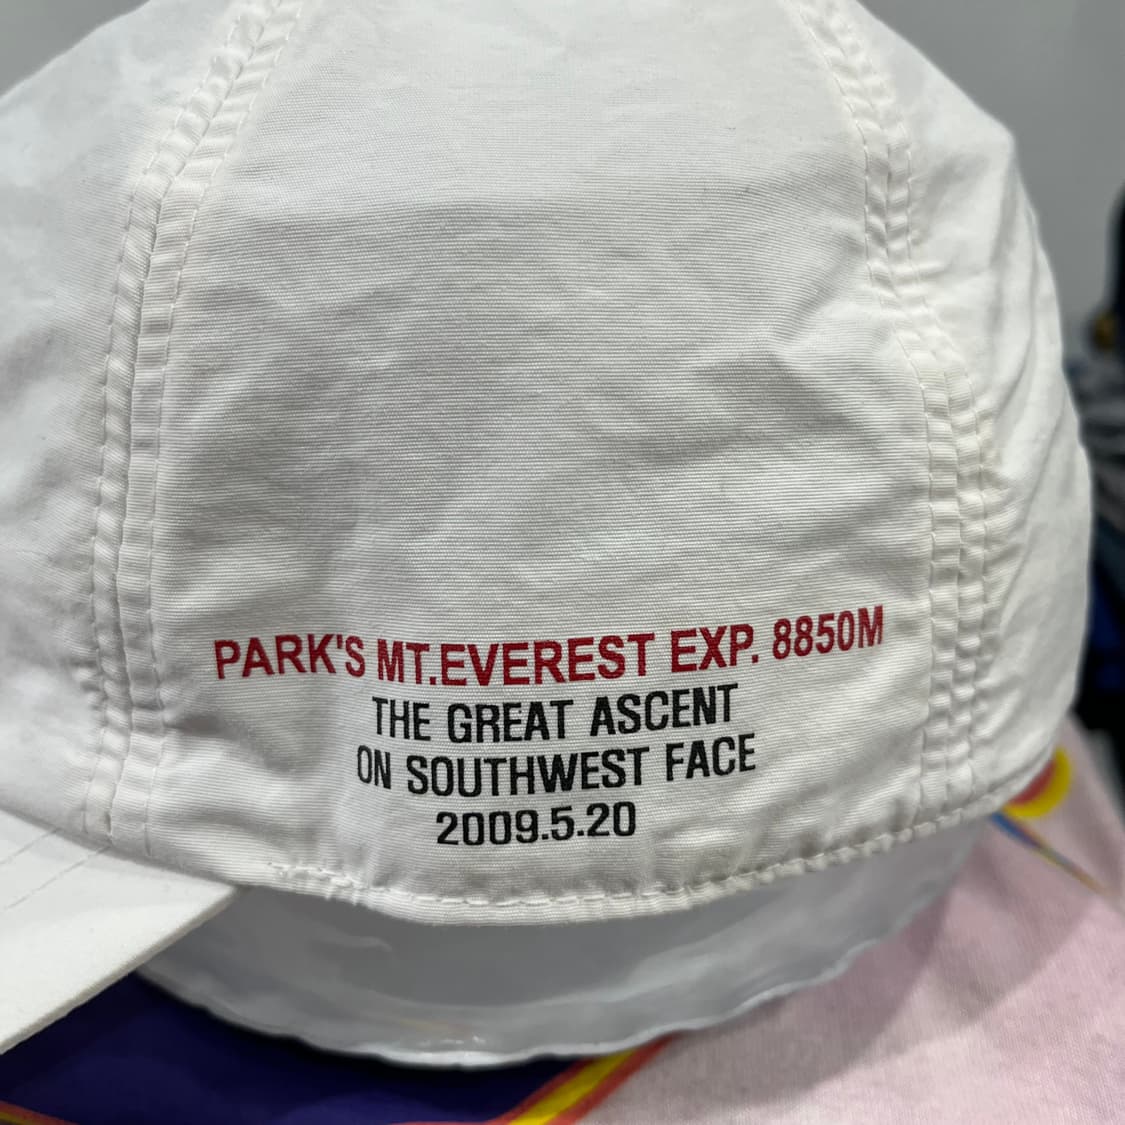 PARK'S MT.EVEREST EXP. 8850M
THE GREAT ASCENT
ON SOUTHWEST FACE
2009.5.20